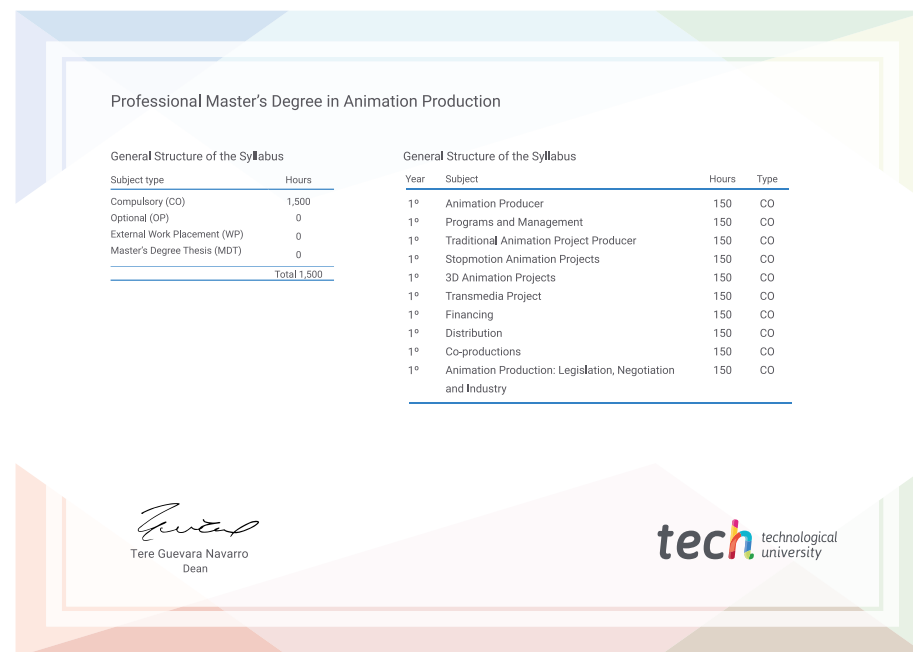 Professional Master's Degree in Animation Production
General Structure of the Syllabus
Subject type Hours
Compulsory (CO) 1,500
Optional (OP) 0
External Work Placement (WP) 0
Master's Degree Thesis (MDT) 0
Total 1,500
General Structure of the Syllabus
Year Subject Hours Type
1º Animation Producer 150 CO
1º Programs and Management 150 CO
1º Traditional Animation Project Producer 150 CO
1º Stopmotion Animation Projects 150 CO
1º 3D Animation Projects 150 CO
1º Transmedia Project 150 CO
1º Financing 150 CO
1º Distribution 150 CO
1º Co-productions 150 CO
1º Animation Production: Legislation, Negotiation 150 CO
and Industry
Tere Guevara Navarro
Dean
tech technological
university